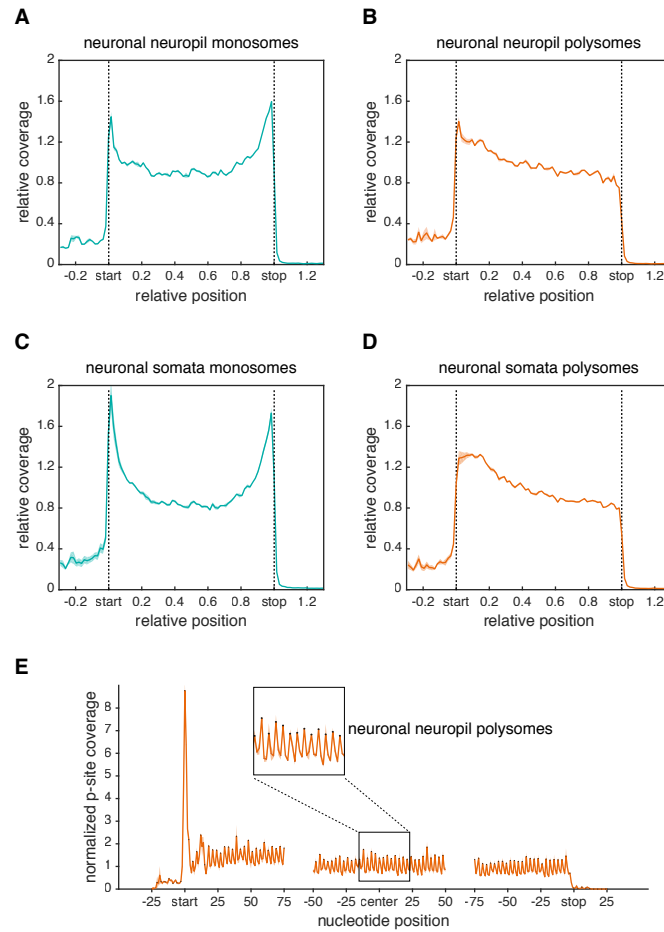 A
neuronal neuropil monosomes
2
1.6
1.2
0.8
0.4
0
relative coverage
-0.2 start 0.2 0.4 0.6 0.8 stop 1.2
relative position
B
neuronal neuropil polysomes
2
1.6
1.2
0.8
0.4
0
relative coverage
-0.2 start 0.2 0.4 0.6 0.8 stop 1.2
relative position
C
neuronal somata monosomes
2
1.6
1.2
0.8
0.4
0
relative coverage
-0.2 start 0.2 0.4 0.6 0.8 stop 1.2
relative position
D
neuronal somata polysomes
2
1.6
1.2
0.8
0.4
0
relative coverage
-0.2 start 0.2 0.4 0.6 0.8 stop 1.2
relative position
E
neuronal neuropil polysomes
8
7
6
5
4
3
2
1
0
normalized p-site coverage
-25 start 25 50 75 -50 -25 center 25 50 -75 -50 -25 stop 25
nucleotide position